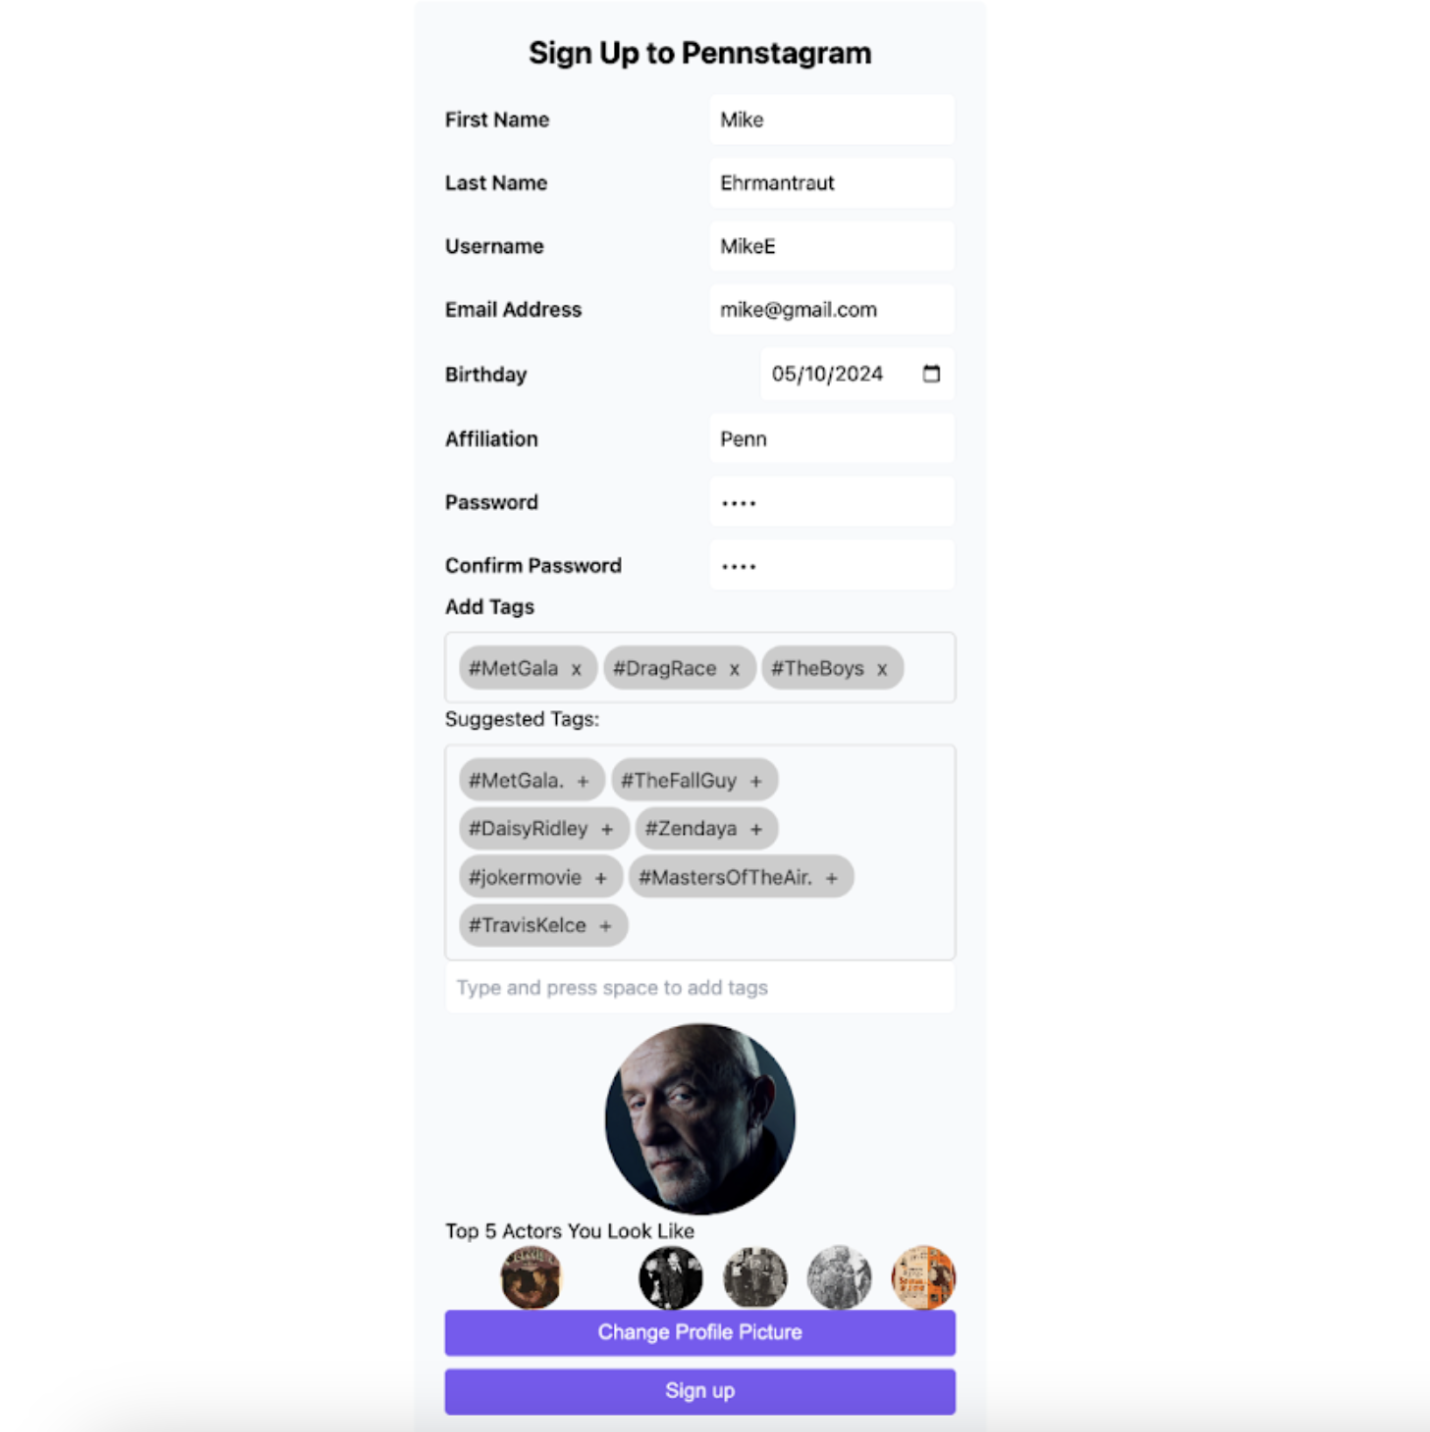 Sign Up to Pennstagram
First Name Mike
Last Name Ehrmantraut
Username MikeE
Email Address mike@gmail.com
Birthday 05/10/2024
Affiliation Penn
Password ••••
Confirm Password ••••
Add Tags
#MetGala x #DragRace x #TheBoys x
Suggested Tags:
#MetGala. + #TheFallGuy +
#DaisyRidley + #Zendaya +
#jokermovie + #MastersOfTheAir. +
#TravisKelce +
Type and press space to add tags
Top 5 Actors You Look Like
Change Profile Picture
Sign up